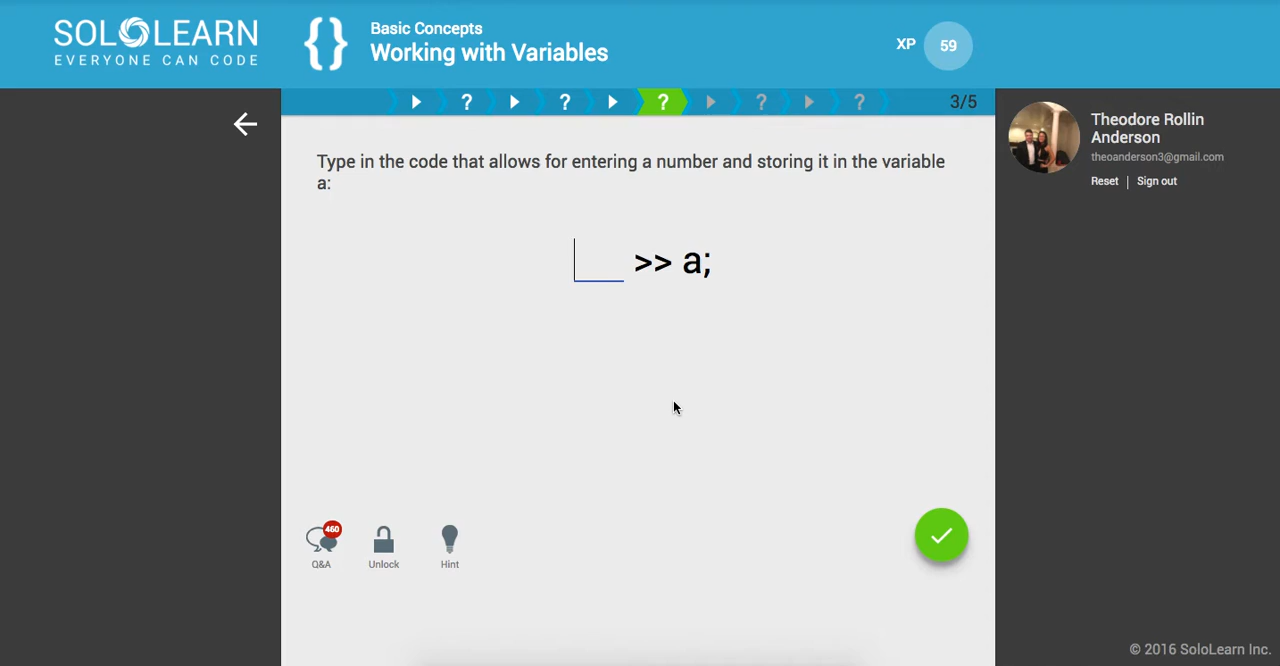 SOLOLEARN
EVERYONE CAN CODE
{}
Basic Concepts
Working with Variables
XP 59
? ? ? ? ? 3/5
Theodore Rollin
Anderson
theoanderson3@gmail.com
Reset | Sign out
Type in the code that allows for entering a number and storing it in the variable
a:
>> a;
460
Q&A
Unlock
Hint
© 2016 SoloLearn Inc.